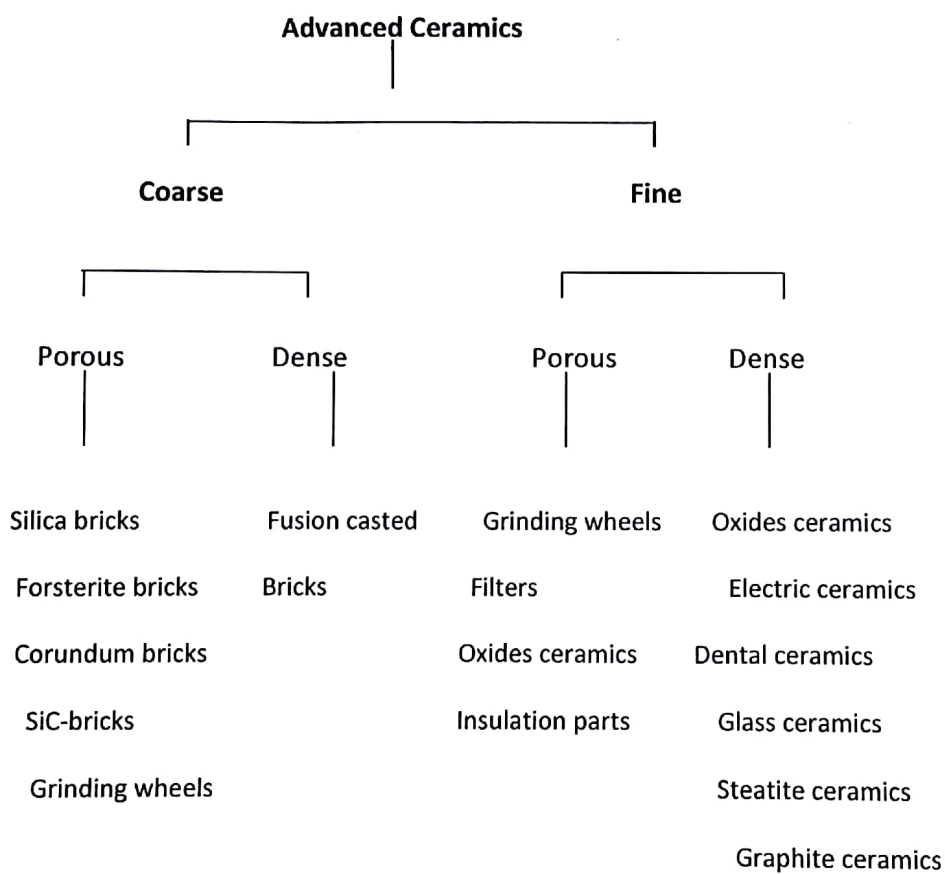 Advanced Ceramics
Coarse
Fine
Porous
Dense
Porous
Dense
Silica bricks
Forsterite bricks
Corundum bricks
SiC-bricks
Grinding wheels
Fusion casted
Bricks
Grinding wheels
Filters
Oxides ceramics
Insulation parts
Oxides ceramics
Electric ceramics
Dental ceramics
Glass ceramics
Steatite ceramics
Graphite ceramics